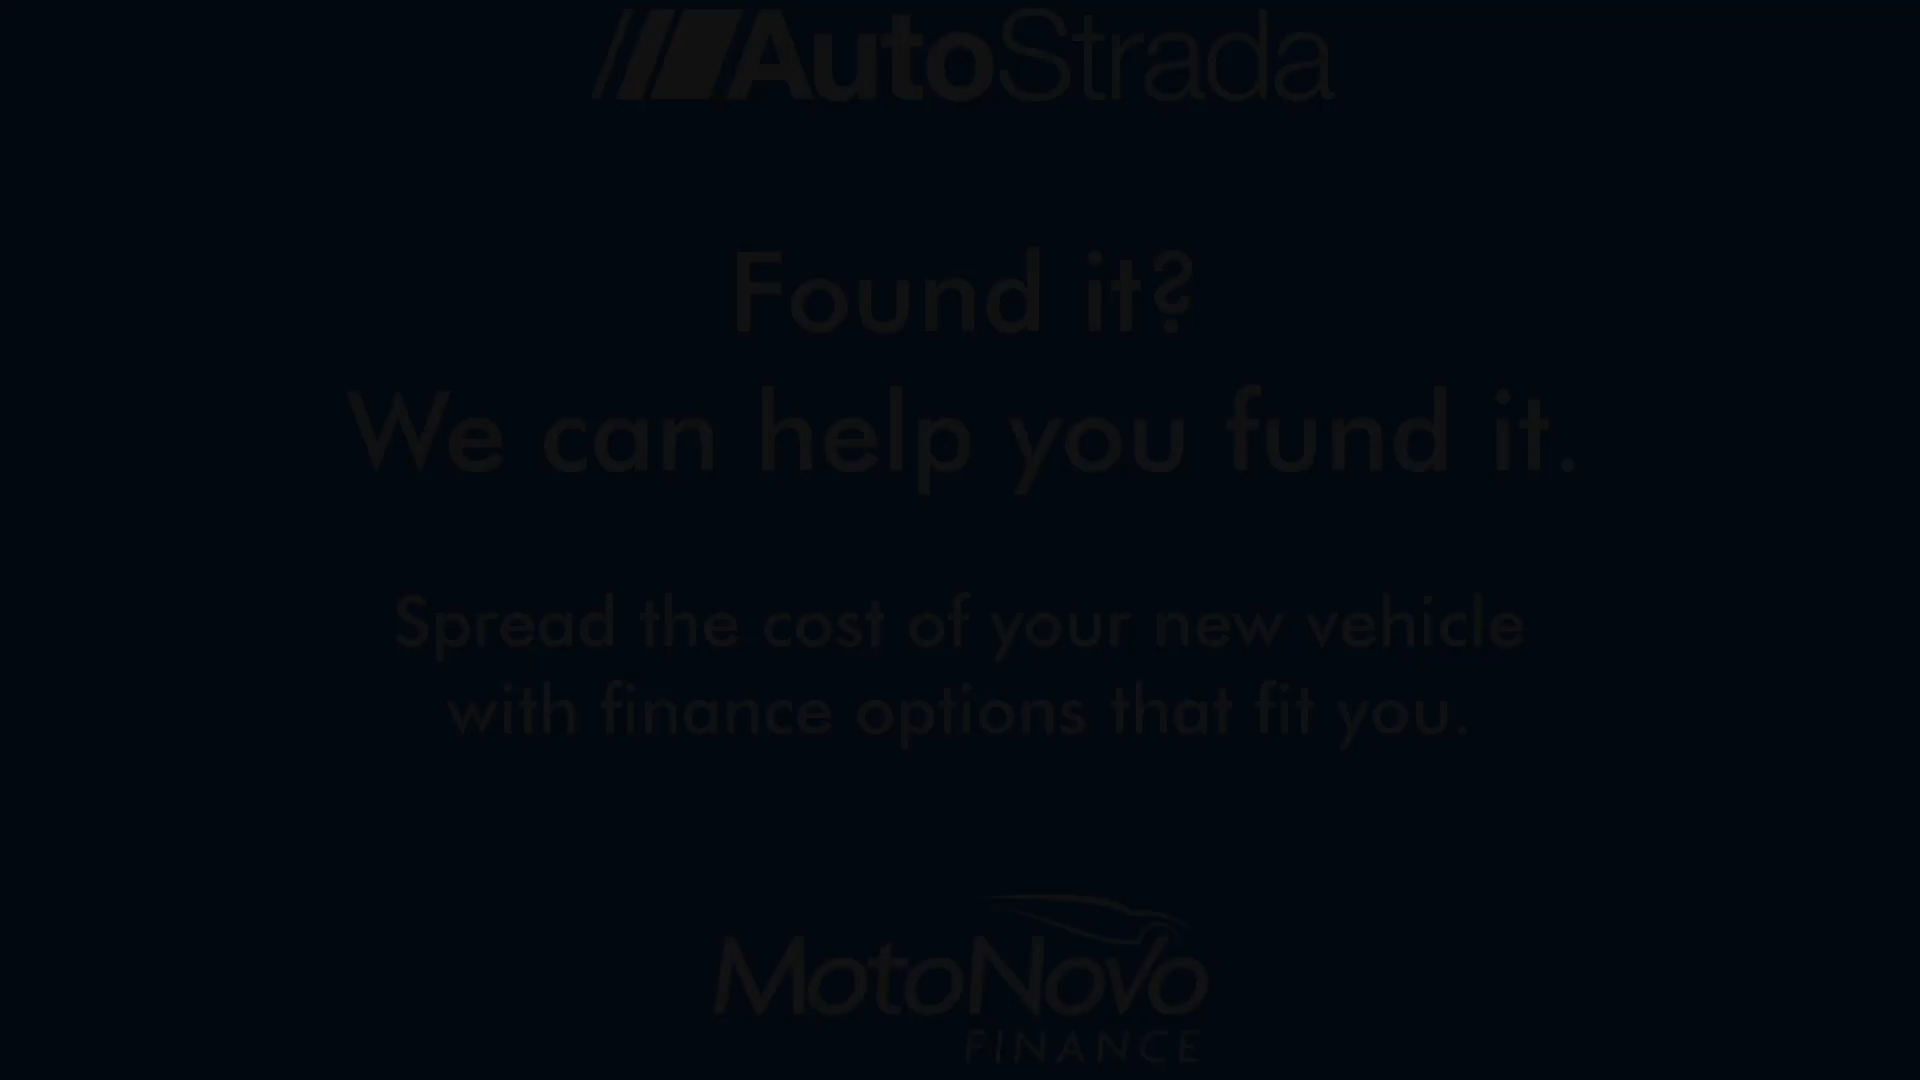 AutoStrada
Found it?
We can help you fund it.
Spread the cost of your new vehicle
with finance options that fit you.
MotoNovo
FINANCE